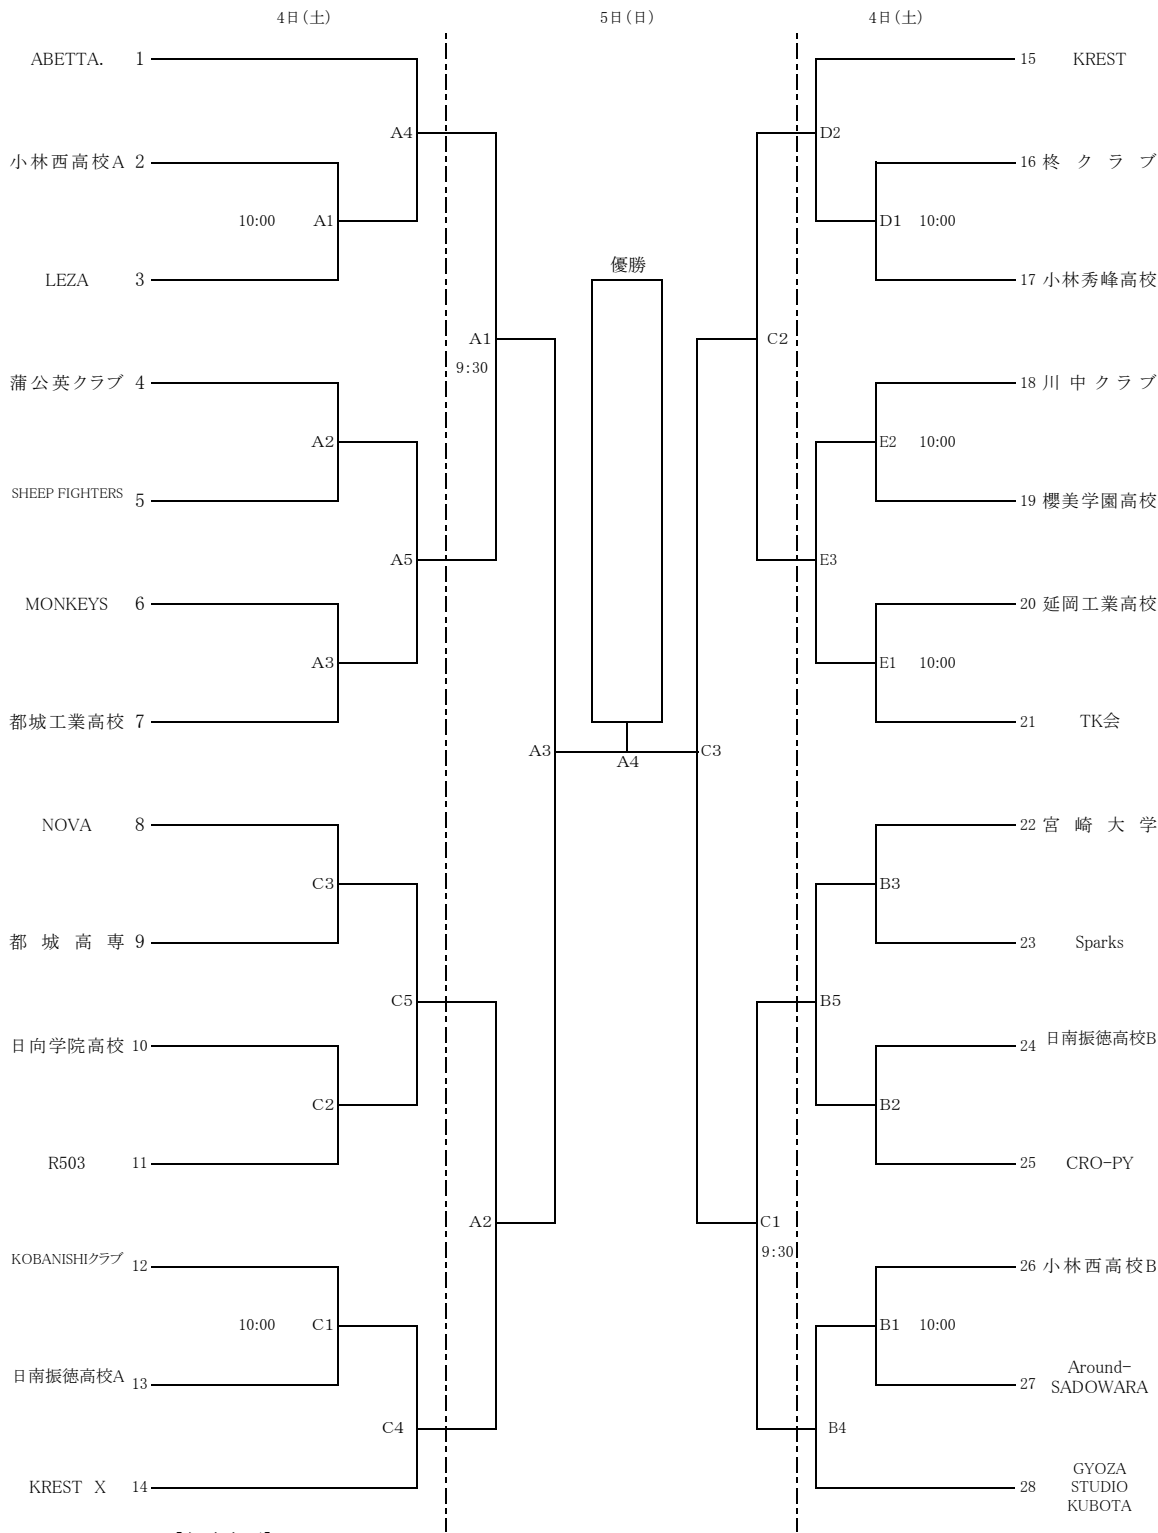 4日(土)
5日(日)
4日(土)
ABETTA. 1
A4
小林西高校A 2
10:00 A1
LEZA 3
A1
9:30
蒲公英クラブ 4
A2
SHEEP FIGHTERS 5
A5
MONKEYS 6
A3
都城工業高校 7
NOVA 8
C3
都城高専 9
C5
日向学院高校 10
C2
R503 11
A2
KOBANISHIクラブ 12
10:00 C1
日南振徳高校A 13
C4
KREST X 14
優勝
A3
A4
C3
15 KREST
D2
16 柊クラブ
D1 10:00
17 小林秀峰高校
C2
18 川中クラブ
E2 10:00
19 櫻美学園高校
E3
20 延岡工業高校
E1 10:00
21 TK会
22 宮崎大学
B3
23 Sparks
B5
24 日南振徳高校B
B2
25 CRO-PY
C1
9:30
26 小林西高校B
B1 10:00
27 Around-
SADOWARA
B4
28 GYOZA
STUDIO
KUBOTA